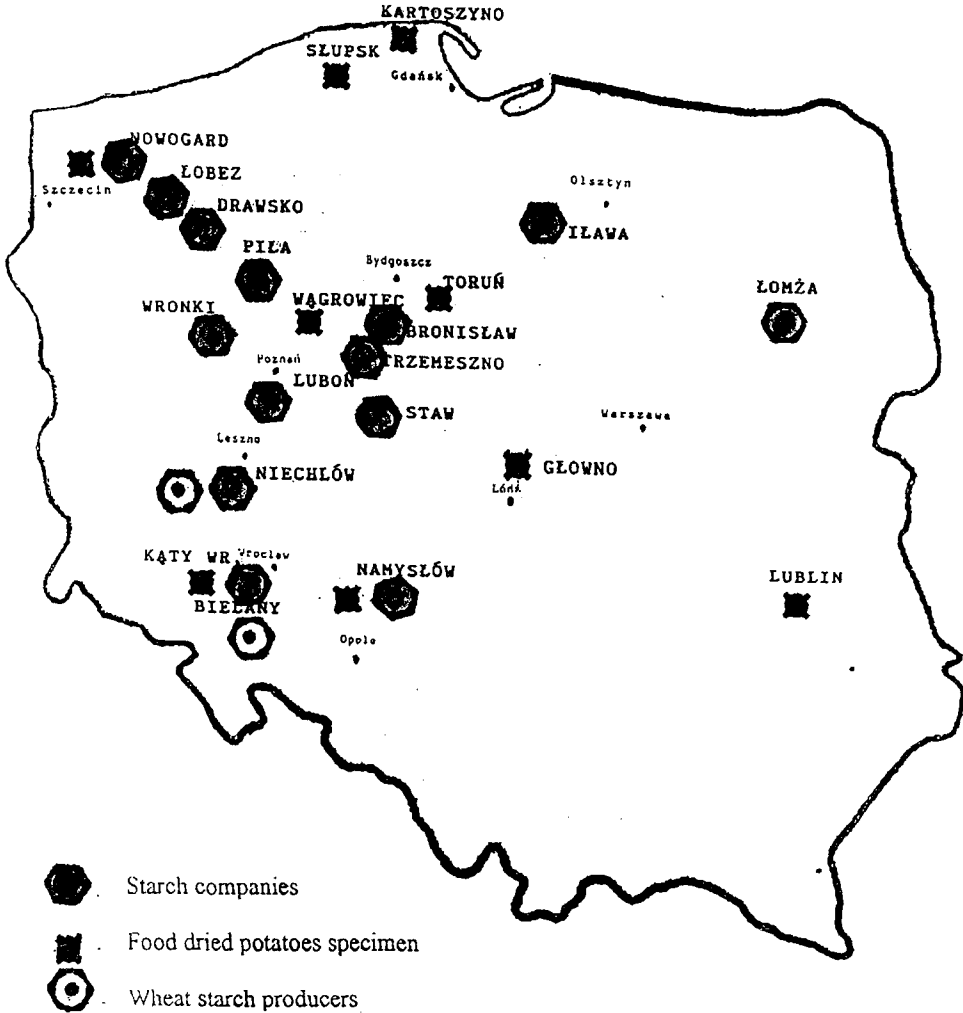 KARTOSZYNO
SŁUPSK
Gdańsk
NOWOGARD
ŁOBEZ
Szczecin
Olsztyn
DRAWSKO
IŁAWA
PIŁA
Bydgoszcz
TORUŃ
ŁOMŻA
WRONKI
WĄGROWIEC
BRONISŁAW
Poznań
TRZEMESZNO
LUBOŃ
STAW
Warszawa
Leszno
NIECHLÓW
GŁOWNO
Łódź
KĄTY WR.
Wrocław
NAMYSŁÓW
LUBLIN
BIELANY
Opole
Starch companies
Food dried potatoes specimen
Wheat starch producers